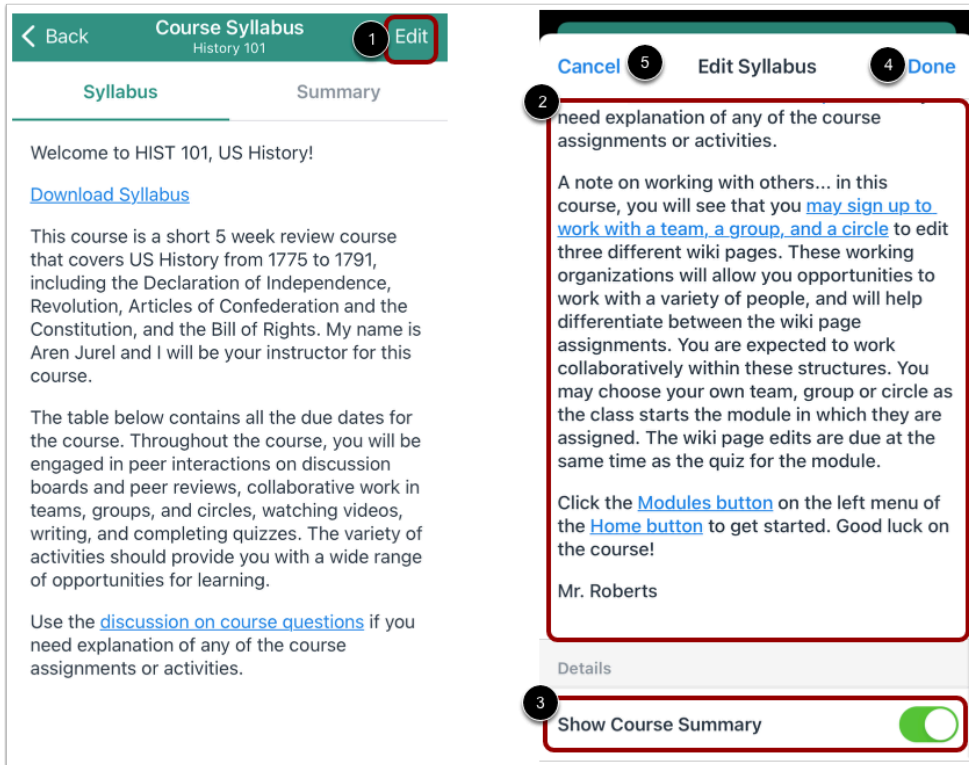 Back
Course Syllabus
History 101
1
Edit
Syllabus
Summary
Welcome to HIST 101, US History!
Download Syllabus
This course is a short 5 week review course
that covers US History from 1775 to 1791,
including the Declaration of Independence,
Revolution, Articles of Confederation and the
Constitution, and the Bill of Rights. My name is
Aren Jurel and I will be your instructor for this
course.
The table below contains all the due dates for
the course. Throughout the course, you will be
engaged in peer interactions on discussion
boards and peer reviews, collaborative work in
teams, groups, and circles, watching videos,
writing, and completing quizzes. The variety of
activities should provide you with a wide range
of opportunities for learning.
Use the discussion on course questions if you
need explanation of any of the course
assignments or activities.
Cancel
5
Edit Syllabus
4
Done
2
need explanation of any of the course
assignments or activities.
A note on working with others... in this
course, you will see that you may sign up to
work with a team, a group, and a circle to edit
three different wiki pages. These working
organizations will allow you opportunities to
work with a variety of people, and will help
differentiate between the wiki page
assignments. You are expected to work
collaboratively within these structures. You
may choose your own team, group or circle as
the class starts the module in which they are
assigned. The wiki page edits are due at the
same time as the quiz for the module.
Click the Modules button on the left menu of
the Home button to get started. Good luck on
the course!
Mr. Roberts
Details
3
Show Course Summary